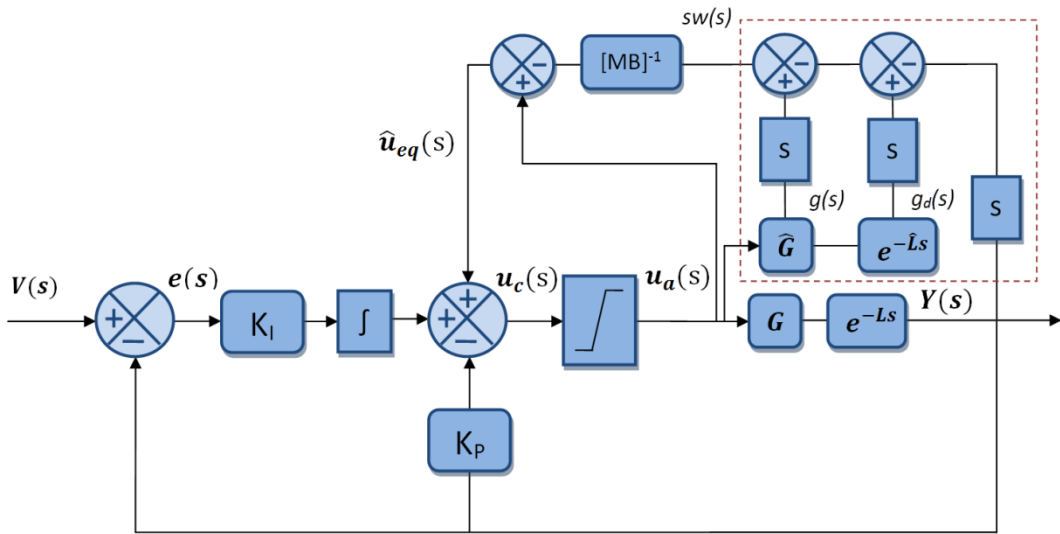 sw(s)
− [MB]⁻¹ − −
+ + +
û_eq(s) s s
s
g(s) g_d(s)
Ĝ e^{-L̂s}
V(s) e(s) u_c(s) u_a(s) Y(s)
+
+ K_I ∫ + G e^{-Ls}
− −
K_P